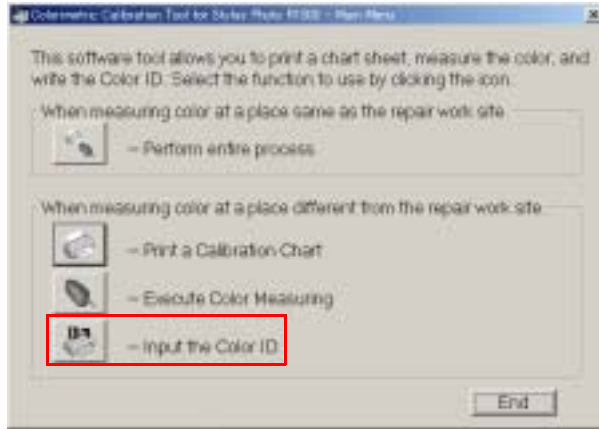 Colorimetric Calibration Tool for Stylus Photo R1800 - Main Menu
This software tool allows you to print a chart sheet, measure the color, and
write the Color ID. Select the function to use by clicking the icon.
When measuring color at a place same as the repair work site
-- Perform entire process
When measuring color at a place different from the repair work site
-- Print a Calibration Chart
-- Execute Color Measuring
-- Input the Color ID
End